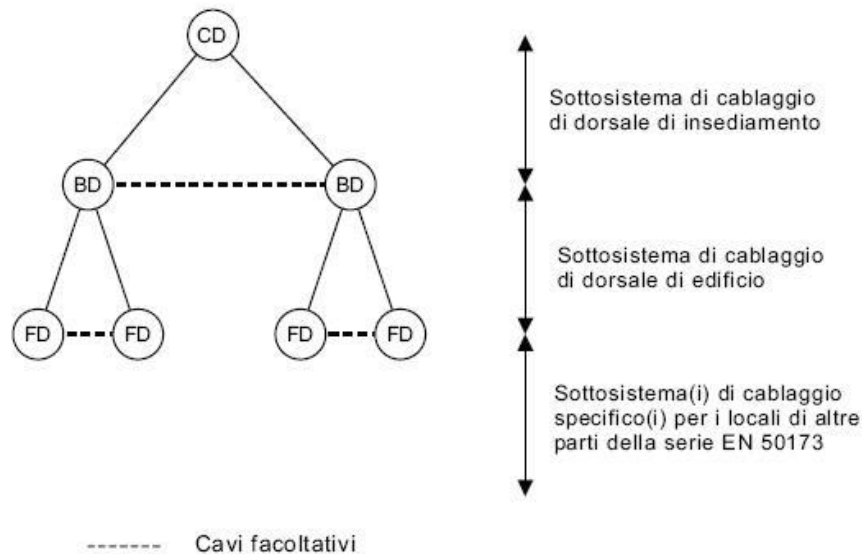 CD
Sottosistema di cablaggio
di dorsale di insediamento
BD
BD
Sottosistema di cablaggio
di dorsale di edificio
FD
FD
FD
FD
Sottosistema(i) di cablaggio
specifico(i) per i locali di altre
parti della serie EN 50173
Cavi facoltativi